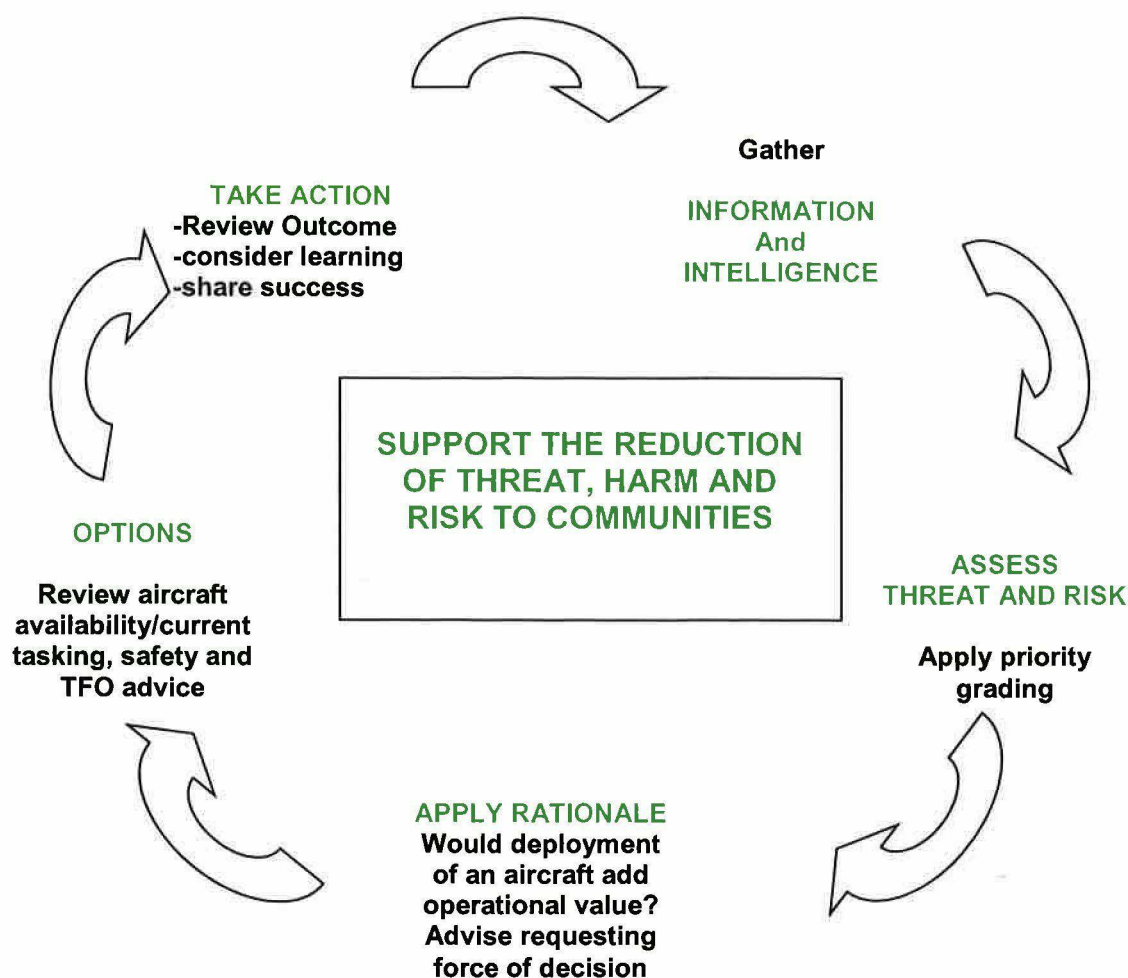 Gather
INFORMATION
And
INTELLIGENCE
ASSESS
THREAT AND RISK
Apply priority
grading
APPLY RATIONALE
Would deployment
of an aircraft add
operational value?
Advise requesting
force of decision
OPTIONS
Review aircraft
availability/current
tasking, safety and
TFO advice
TAKE ACTION
-Review Outcome
-consider learning
-share success
SUPPORT THE REDUCTION
OF THREAT, HARM AND
RISK TO COMMUNITIES